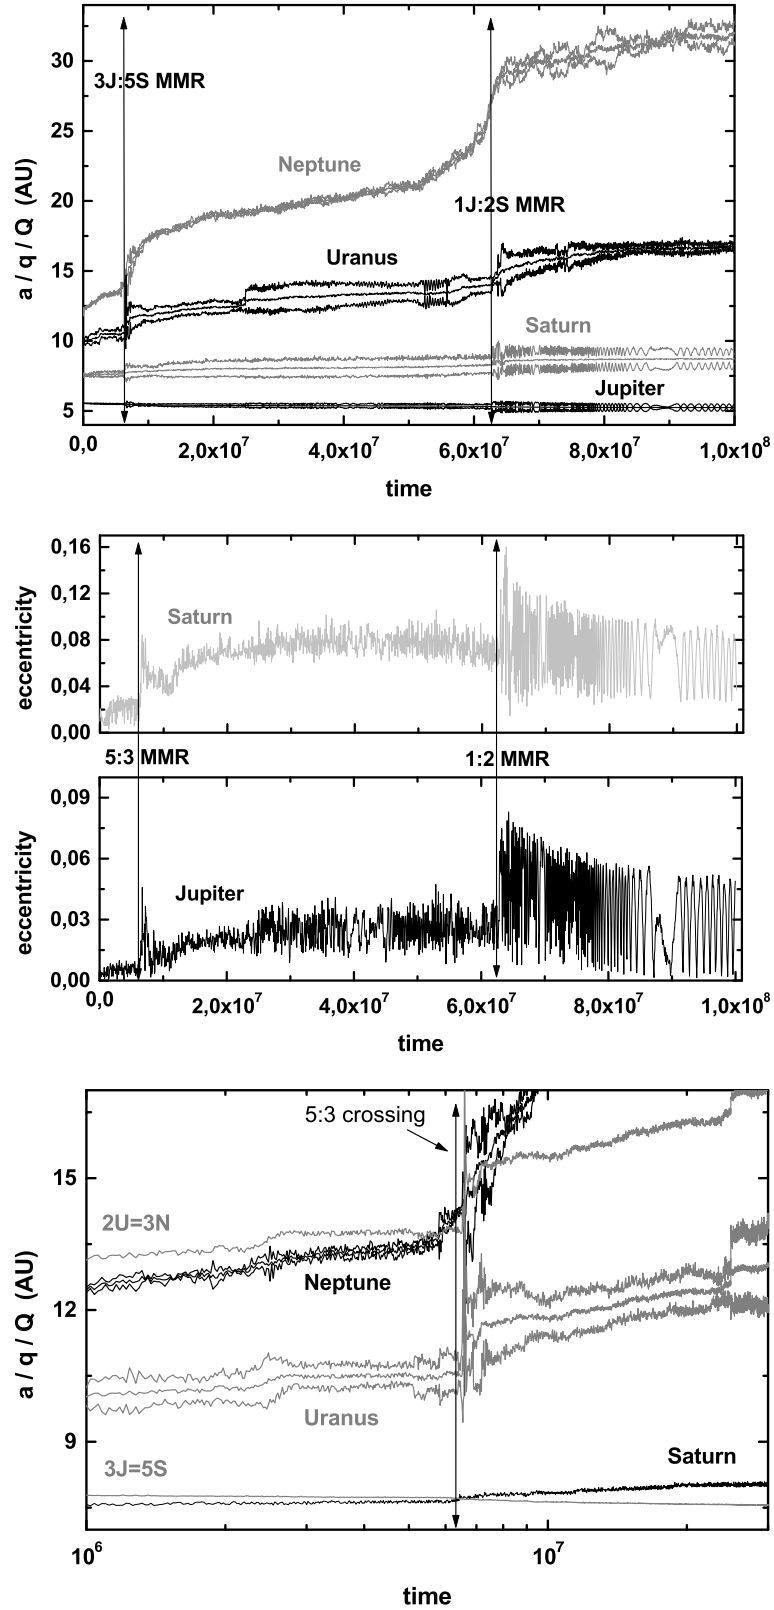 30
3J:5S MMR
25
Neptune
20
1J:2S MMR
Uranus
15
10
Saturn
Jupiter
5
a / q / Q (AU)
0,0 2,0x10⁷ 4,0x10⁷ 6,0x10⁷ 8,0x10⁷ 1,0x10⁸
time
0,16
0,12
Saturn
0,08
0,04
0,00
eccentricity
5:3 MMR 1:2 MMR
0,09
0,06
Jupiter
0,03
0,00
eccentricity
0,0 2,0x10⁷ 4,0x10⁷ 6,0x10⁷ 8,0x10⁷ 1,0x10⁸
time
5:3 crossing
15
2U=3N
Neptune
12
Uranus
9
3J=5S
Saturn
a / q / Q (AU)
10⁶ 10⁷
time